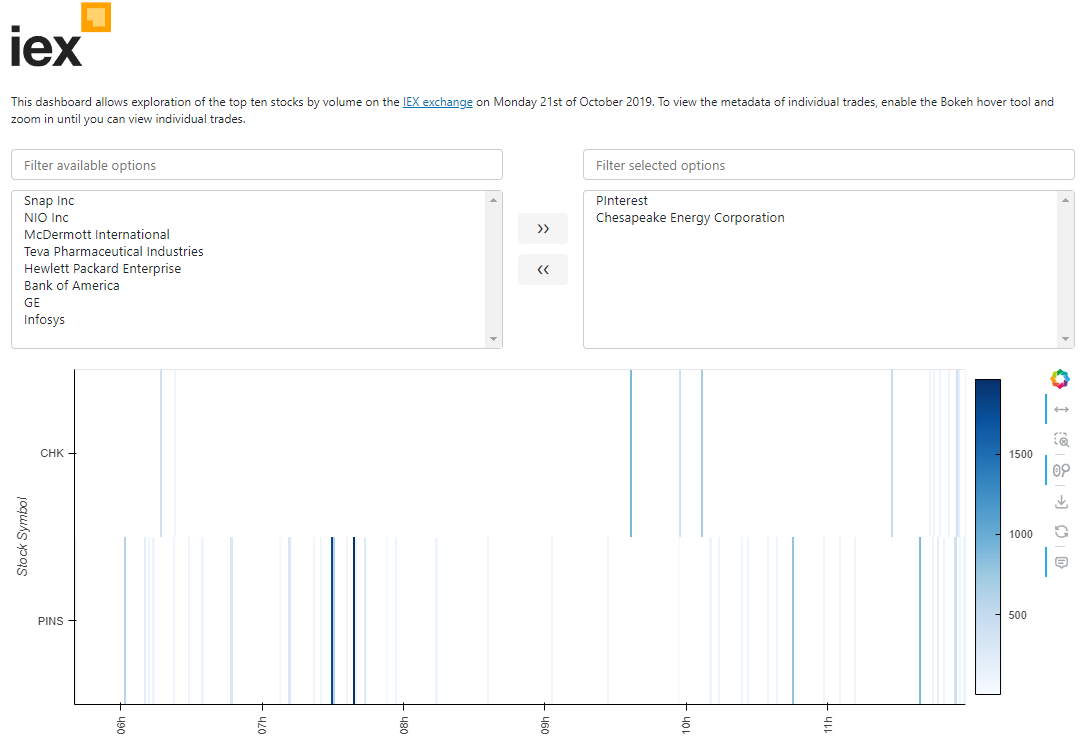 iex
This dashboard allows exploration of the top ten stocks by volume on the IEX exchange on Monday 21st of October 2019. To view the metadata of individual trades, enable the Bokeh hover tool and
zoom in until you can view individual trades.
Filter available options
Filter selected options
Snap Inc
NIO Inc
McDermott International
Teva Pharmaceutical Industries
Hewlett Packard Enterprise
Bank of America
GE
Infosys
>>
<<
PInterest
Chesapeake Energy Corporation
Stock Symbol
CHK
PINS
1500
1000
500
06h
07h
08h
09h
10h
11h